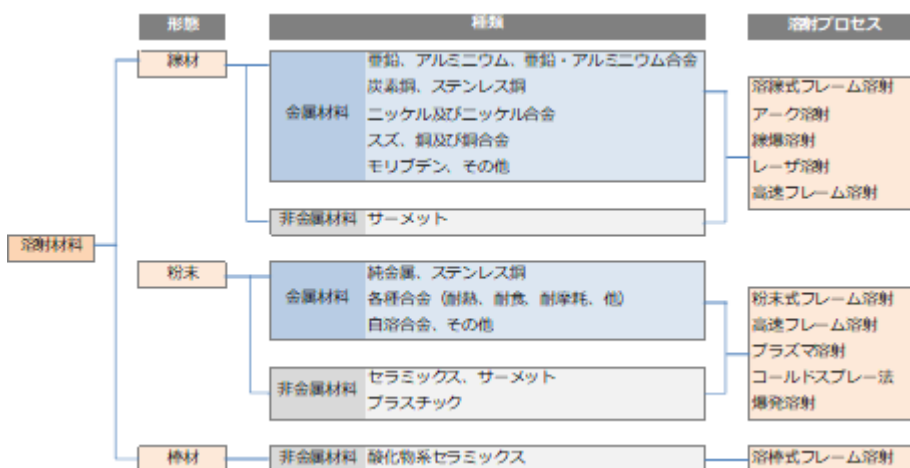 形態 種類 溶射プロセス
線材
金属材料
亜鉛、アルミニウム、亜鉛・アルミニウム合金
炭素鋼、ステンレス鋼
ニッケル及びニッケル合金
スズ、銅及び銅合金
モリブデン、その他
溶線式フレーム溶射
アーク溶射
線爆溶射
レーザ溶射
高速フレーム溶射
非金属材料 サーメット
溶射材料
粉末
金属材料
純金属、ステンレス鋼
各種合金（耐熱、耐食、耐摩耗、他）
自溶合金、その他
粉末式フレーム溶射
高速フレーム溶射
プラズマ溶射
コールドスプレー法
爆発溶射
非金属材料
セラミックス、サーメット
プラスチック
棒材 非金属材料 酸化物系セラミックス 溶棒式フレーム溶射